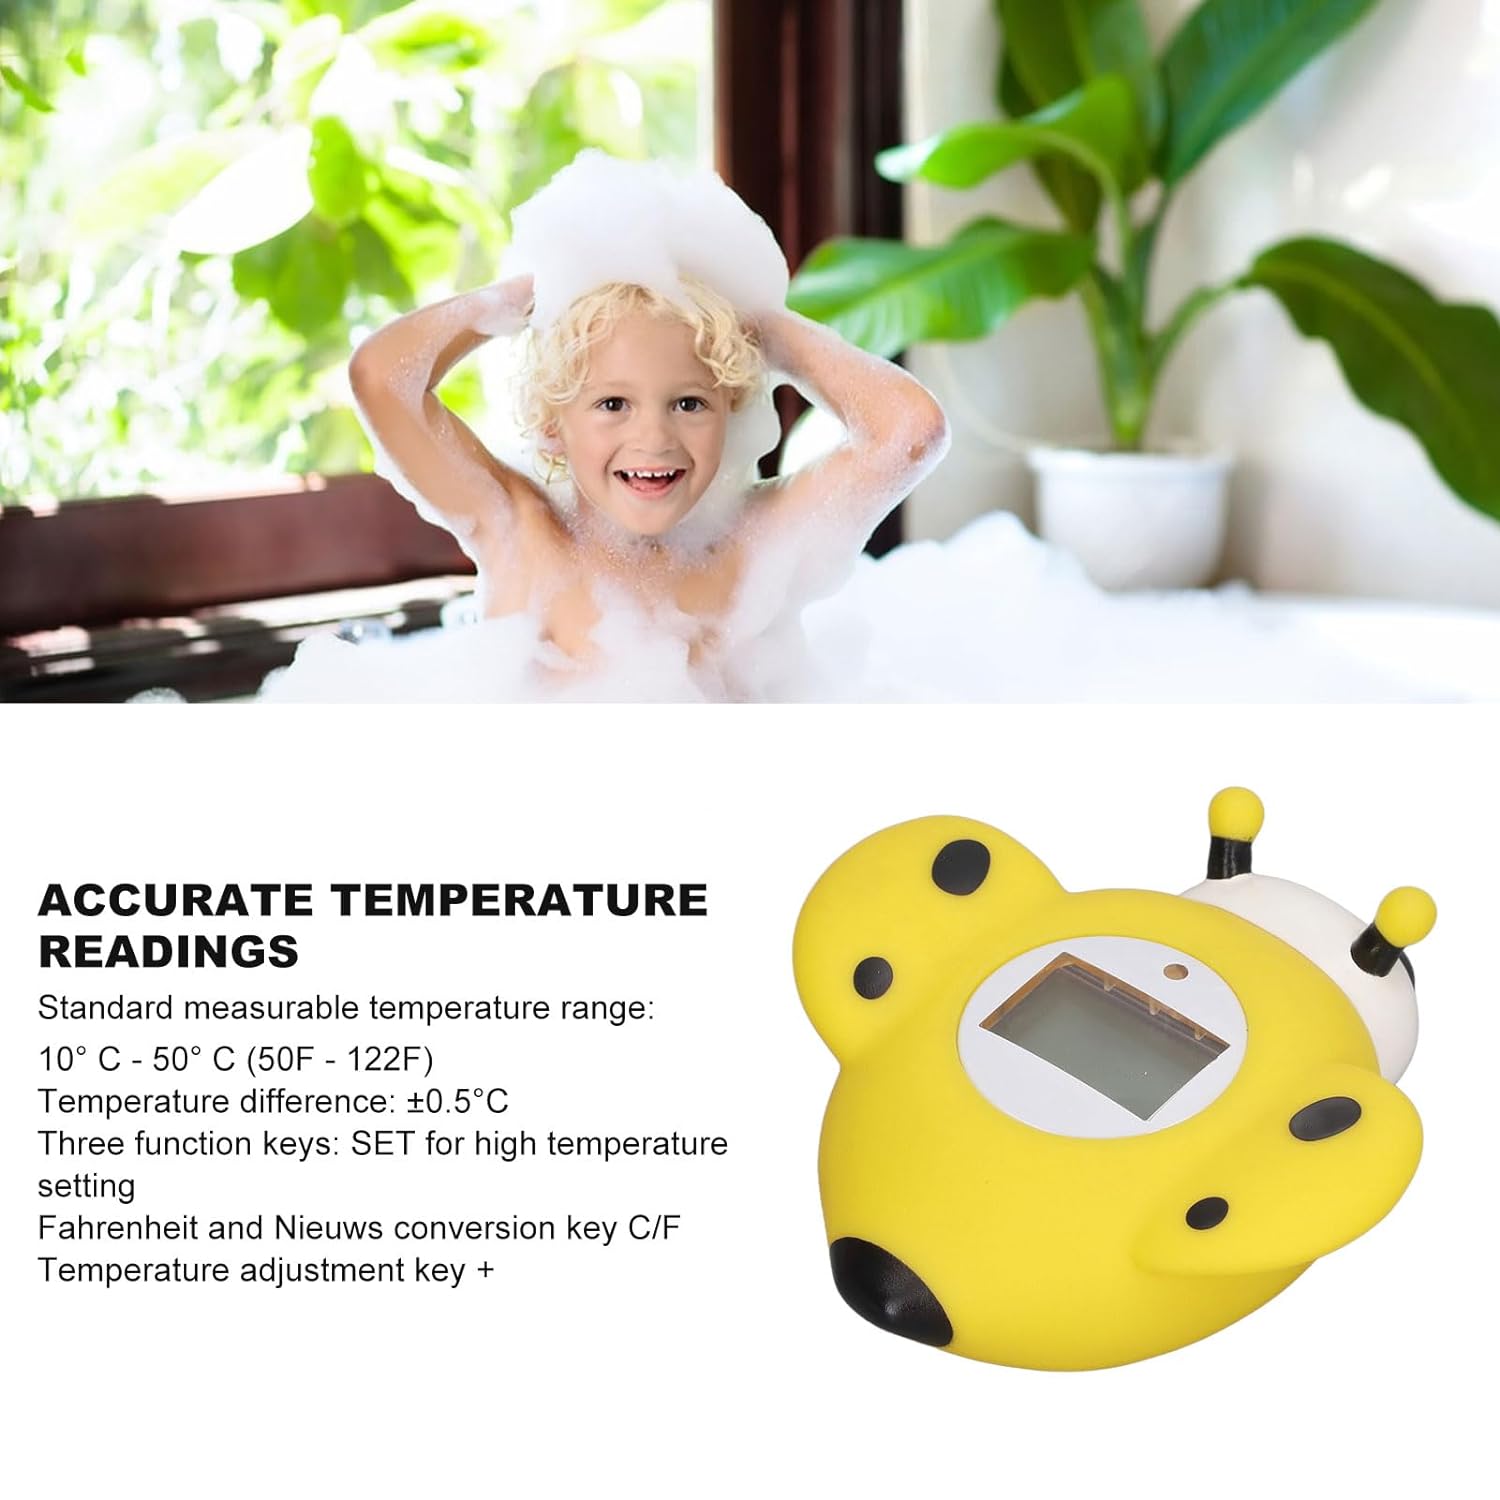 ACCURATE TEMPERATURE
READINGS
Standard measurable temperature range:
10° C - 50° C (50F - 122F)
Temperature difference: ±0.5°C
Three function keys: SET for high temperature
setting
Fahrenheit and Nieuws conversion key C/F
Temperature adjustment key +